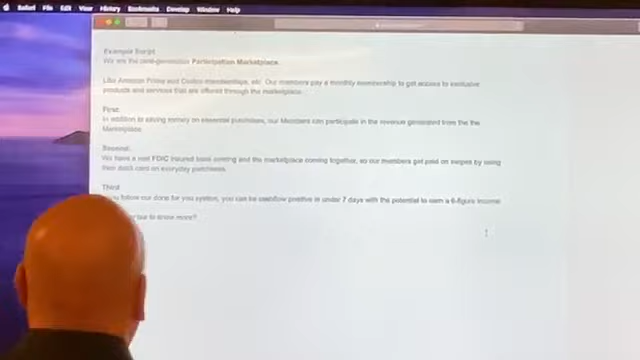 Safari File Edit View History Bookmarks Develop Window Help
Example Script
We are the next-generation Participation Marketplace.
Like Amazon Prime and Costco memberships, etc. Our members pay a monthly membership to get access to exclusive
products and services that are offered through the marketplace.
First:
In addition to saving money on essential purchases, our Members can participate in the revenue generated from the the
Marketplace.
Second:
We have a real FDIC insured bank coming and the marketplace coming together, so our members get paid on swipes by using
their debit card on everyday purchases.
Third
you follow our done for you system, you can be cashflow positive in under 7 days with the potential to earn a 6-figure income
to know more?